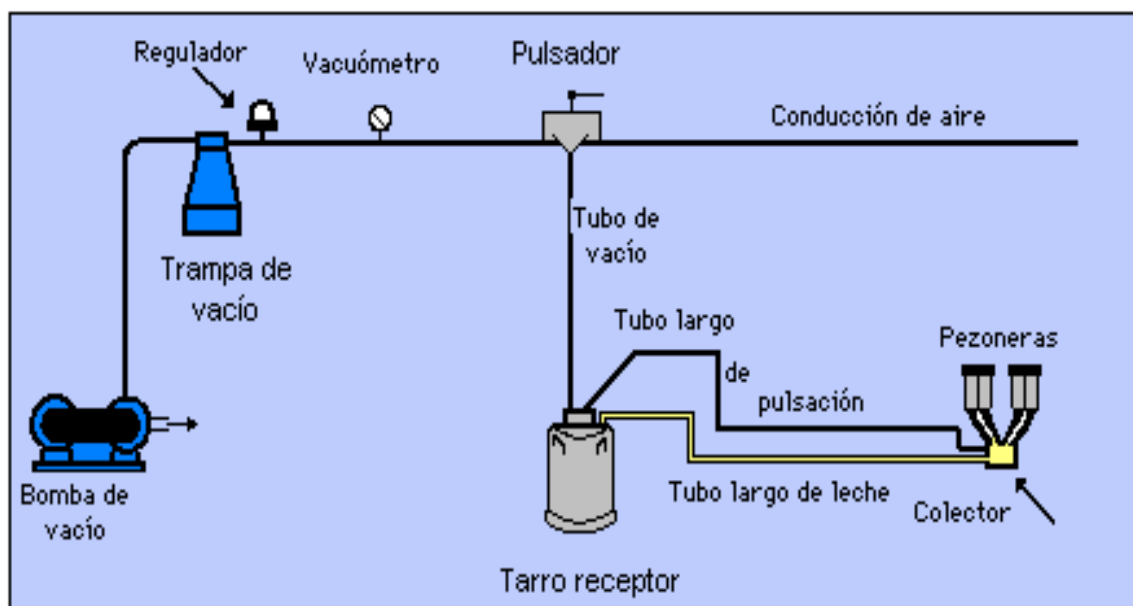 Regulador
Vacuómetro
Pulsador
Conducción de aire
Tubo de
vacío
Trampa de
vacío
Tubo largo
de
pulsación
Pezoneras
Bomba de
vacío
Tubo largo de leche
Colector
Tarro receptor